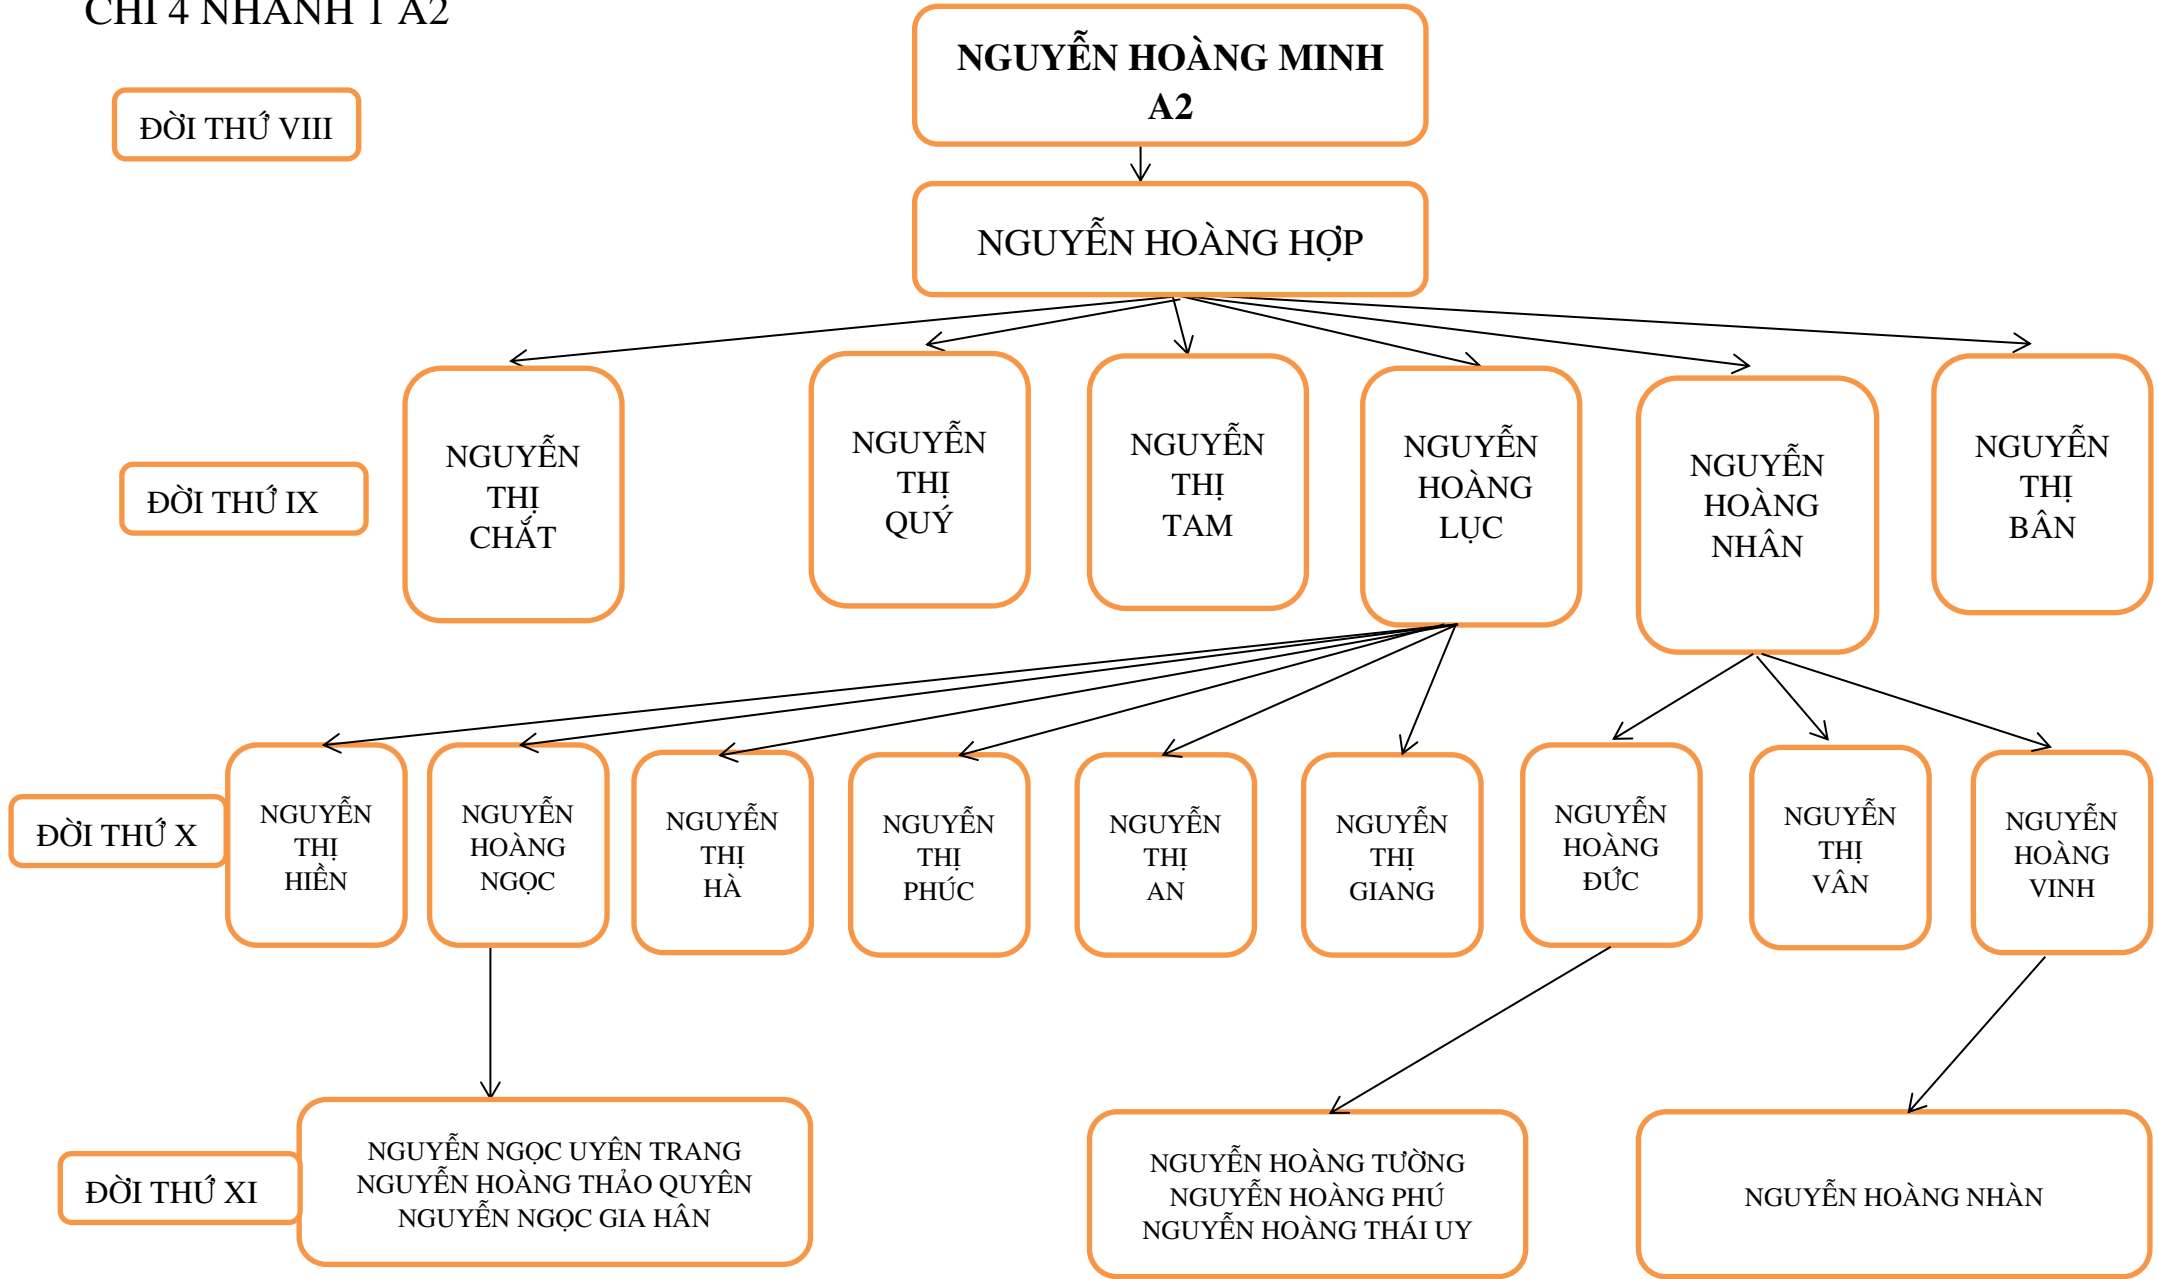 CHI 4 NHÁNH 1 A2
NGUYỄN HOÀNG MINH
A2
ĐỜI THỨ VIII
NGUYỄN HOÀNG HỢP
ĐỜI THỨ IX
NGUYỄN
THỊ
CHẮT
NGUYỄN
THỊ
QUÝ
NGUYỄN
THỊ
TAM
NGUYỄN
HOÀNG
LỤC
NGUYỄN
HOÀNG
NHÂN
NGUYỄN
THỊ
BÂN
ĐỜI THỨ X
NGUYỄN
THỊ
HIỀN
NGUYỄN
HOÀNG
NGỌC
NGUYỄN
THỊ
HÀ
NGUYỄN
THỊ
PHÚC
NGUYỄN
THỊ
AN
NGUYỄN
THỊ
GIANG
NGUYỄN
HOÀNG
ĐỨC
NGUYỄN
THỊ
VÂN
NGUYỄN
HOÀNG
VINH
ĐỜI THỨ XI
NGUYỄN NGỌC UYÊN TRANG
NGUYỄN HOÀNG THẢO QUYÊN
NGUYỄN NGỌC GIA HÂN
NGUYỄN HOÀNG TƯỜNG
NGUYỄN HOÀNG PHÚ
NGUYỄN HOÀNG THÁI UY
NGUYỄN HOÀNG NHÀN